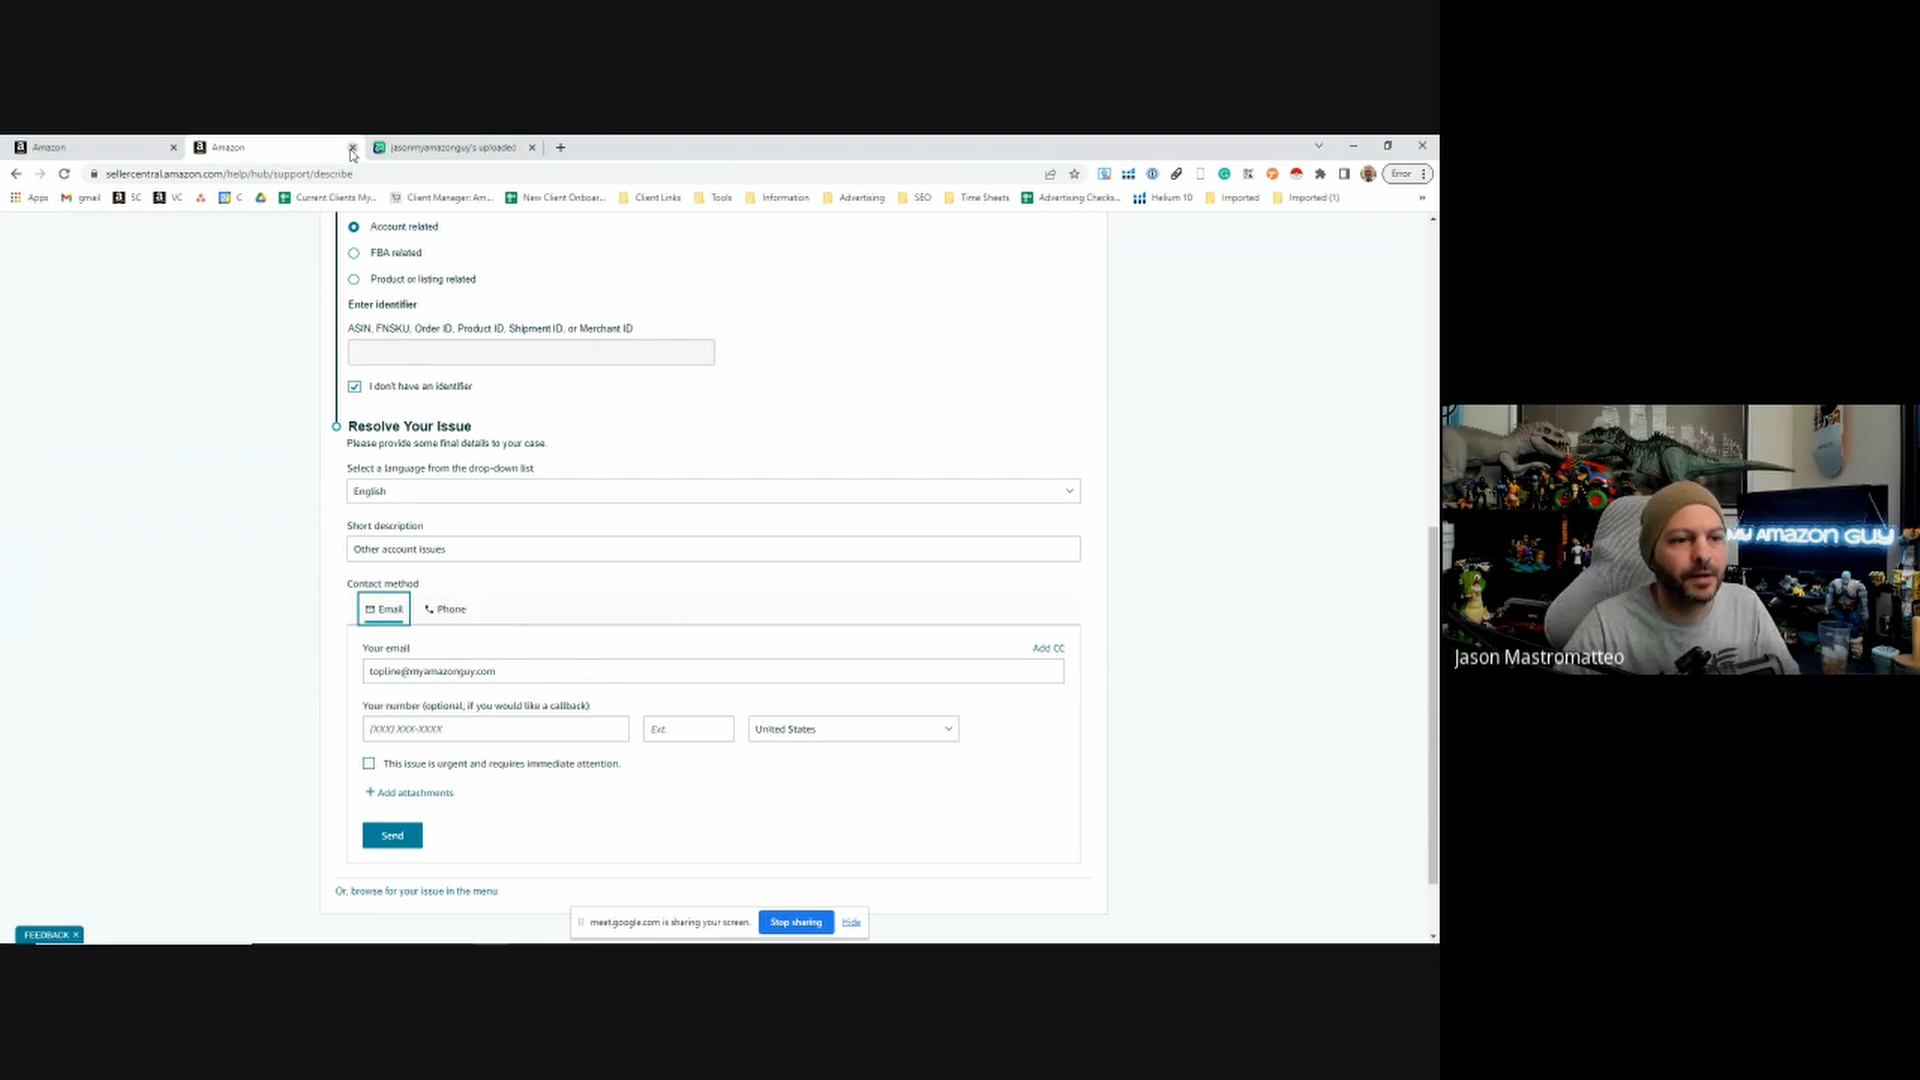 Amazon
Amazon
jasonmyamazonguy's uploaded
sellercentral.amazon.com/help/hub/support/describe
Error
Apps
gmail
SC
VC
C
Current Clients My...
Client Manager: Am...
New Client Onboar...
Client Links
Tools
Information
Advertising
SEO
Time Sheets
Advertising Checks...
Helium 10
Imported
Imported (1)
»
Account related
FBA related
Product or listing related
Enter identifier
ASIN, FNSKU, Order ID, Product ID, Shipment ID, or Merchant ID
I don't have an identifier
Resolve Your Issue
Please provide some final details to your case.
Select a language from the drop-down list
English
Short description
Other account issues
Contact method
Email
Phone
Your email
Add CC
topline@myamazonguy.com
Your number (optional, if you would like a callback)
(XXX) XXX-XXXX
Ext.
United States
This issue is urgent and requires immediate attention.
+ Add attachments
Send
Or, browse for your issue in the menu
FEEDBACK ×
meet.google.com is sharing your screen.
Stop sharing
Hide
MY AMAZON GUY
Jason Mastromatteo